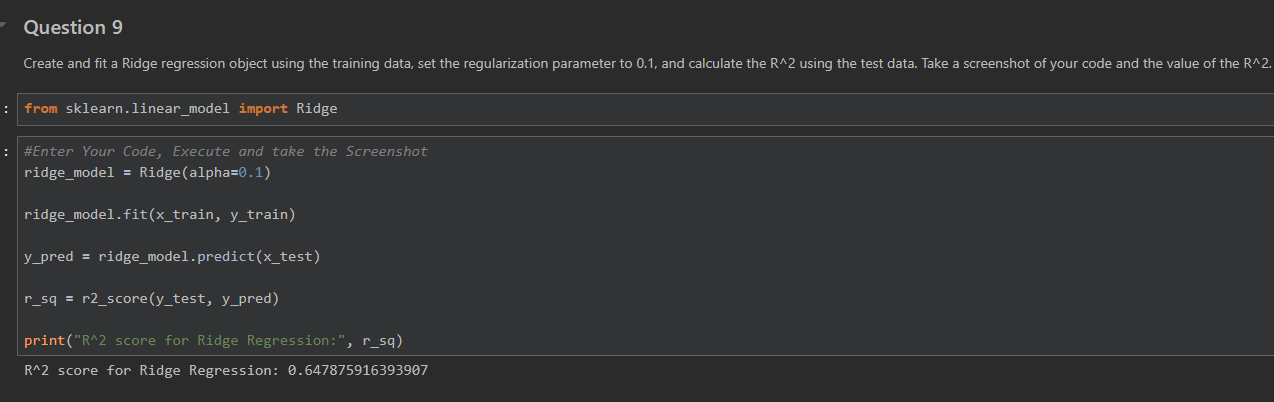 Question 9
Create and fit a Ridge regression object using the training data, set the regularization parameter to 0.1, and calculate the R^2 using the test data. Take a screenshot of your code and the value of the R^2.
:
from sklearn.linear_model import Ridge
:
#Enter Your Code, Execute and take the Screenshot
ridge_model = Ridge(alpha=0.1)
ridge_model.fit(x_train, y_train)
y_pred = ridge_model.predict(x_test)
r_sq = r2_score(y_test, y_pred)
print("R^2 score for Ridge Regression:", r_sq)
R^2 score for Ridge Regression: 0.647875916393907